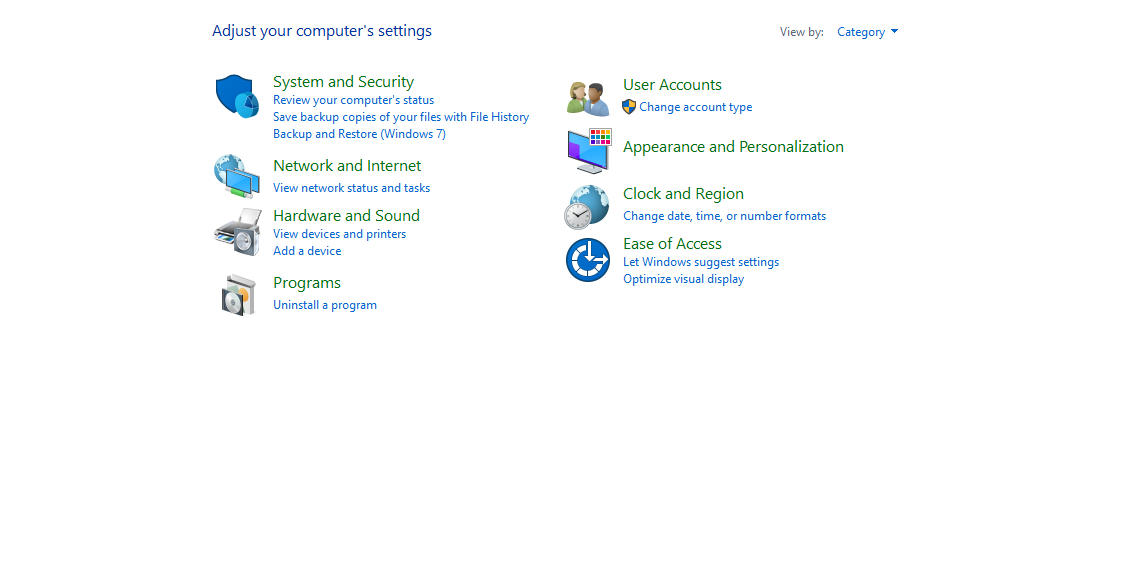 Adjust your computer's settings
View by: Category
System and Security
Review your computer's status
Save backup copies of your files with File History
Backup and Restore (Windows 7)
Network and Internet
View network status and tasks
Hardware and Sound
View devices and printers
Add a device
Programs
Uninstall a program
User Accounts
Change account type
Appearance and Personalization
Clock and Region
Change date, time, or number formats
Ease of Access
Let Windows suggest settings
Optimize visual display